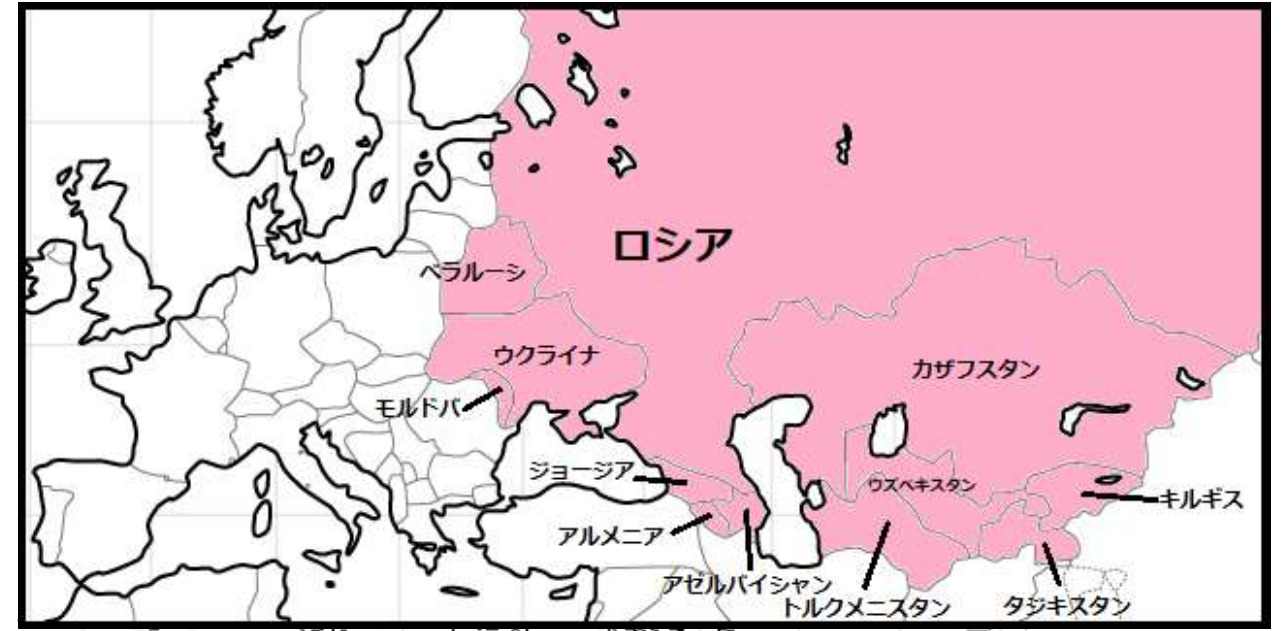 ロシア
ベラルーシ
ウクライナ
カザフスタン
モルドバ
ジョージア
ウズベキスタン
キルギス
アルメニア
アゼルバイシャン
トルクメニスタン
タジキスタン